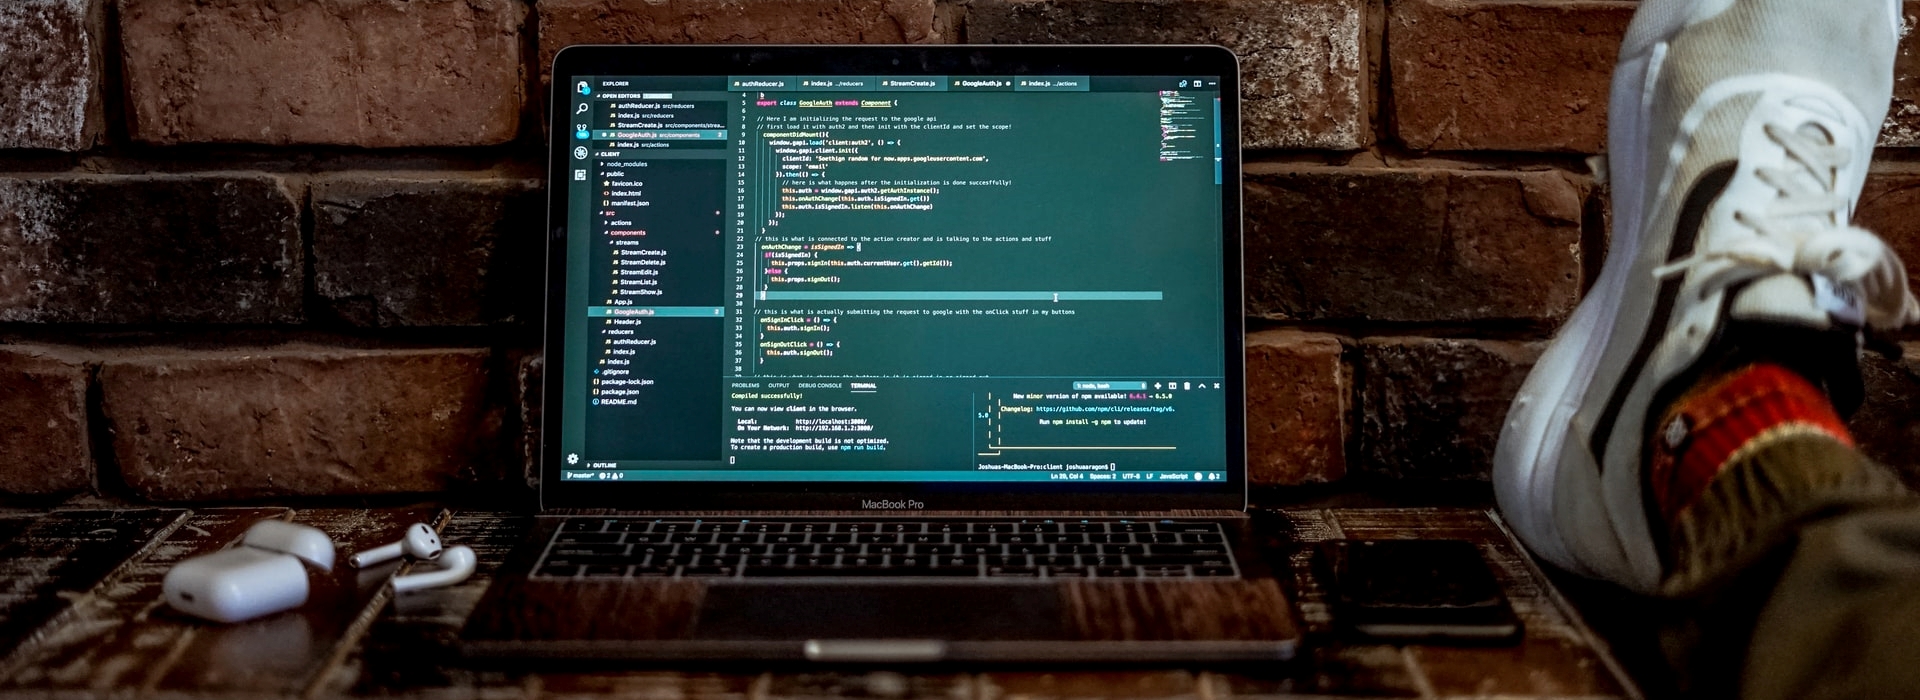 EXPLORER
OPEN EDITORS
authReducer.js src/reducers
index.js src/reducers
StreamCreate.js src/components/strea...
GoogleAuth.js src/components 2
index.js src/actions
CLIENT
node_modules
public
favicon.ico
index.html
manifest.json
src
actions
components
streams
StreamCreate.js
StreamDelete.js
StreamEdit.js
StreamList.js
StreamShow.js
App.js
GoogleAuth.js 2
Header.js
reducers
authReducer.js
index.js
index.js
.gitignore
package-lock.json
package.json
README.md
OUTLINE
authReducer.js index.js .../reducers StreamCreate.js GoogleAuth.js index.js .../actions
4
5 export class GoogleAuth extends Component {
6
7 // Here I am initializing the request to the google api
8 // first load it with auth2 and then init with the clientId and set the scope!
9 componentDidMount(){
10 window.gapi.load('client:auth2', () => {
11 window.gapi.client.init({
12 clientId: 'Soethign random for now.apps.googleusercontent.com',
13 scope: 'email'
14 }).then(() => {
15 // here is what happnes after the initialization is done succesffully!
16 this.auth = window.gapi.auth2.getAuthInstance();
17 this.onAuthChange(this.auth.isSignedIn.get())
18 this.auth.isSignedIn.listen(this.onAuthChange)
19 });
20 });
21 }
22 // this is what is connected to the action creator and is talking to the actions and stuff
23 onAuthChange = isSignedIn => {
24 if(isSignedIn) {
25 this.props.signIn(this.auth.currentUser.get().getId());
26 }else {
27 this.props.signOut();
28 }
29 }
30
31 // this is what is actually submitting the request to google with the onClick stuff in my buttons
32 onSignInClick = () => {
33 this.auth.signIn();
34 }
35 onSignOutClick = () => {
36 this.auth.signOut();
37 }
38
PROBLEMS OUTPUT DEBUG CONSOLE TERMINAL 1: node, bash
Compiled successfully!
You can now view client in the browser.
Local: http://localhost:3000/
On Your Network: http://192.168.1.2:3000/
Note that the development build is not optimized.
To create a production build, use npm run build.
New minor version of npm available! 6.4.1 → 6.5.0
Changelog: https://github.com/npm/cli/releases/tag/v6.
5.0
Run npm install -g npm to update!
Joshuas-MacBook-Pro:client joshuaaragon$
master* 2 0 Ln 29, Col 4 Spaces: 2 UTF-8 LF JavaScript 2
MacBook Pro